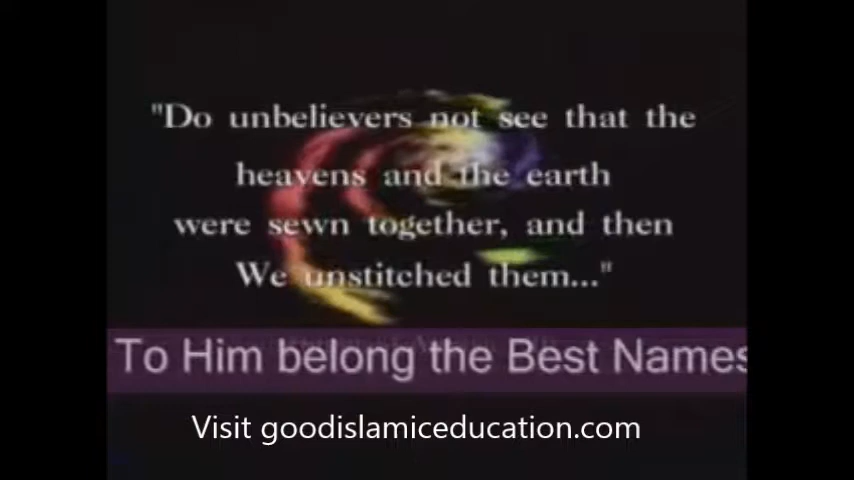 "Do unbelievers not see that the
heavens and the earth
were sewn together, and then
We unstitched them..."
To Him belong the Best Names
Visit goodislamiceducation.com